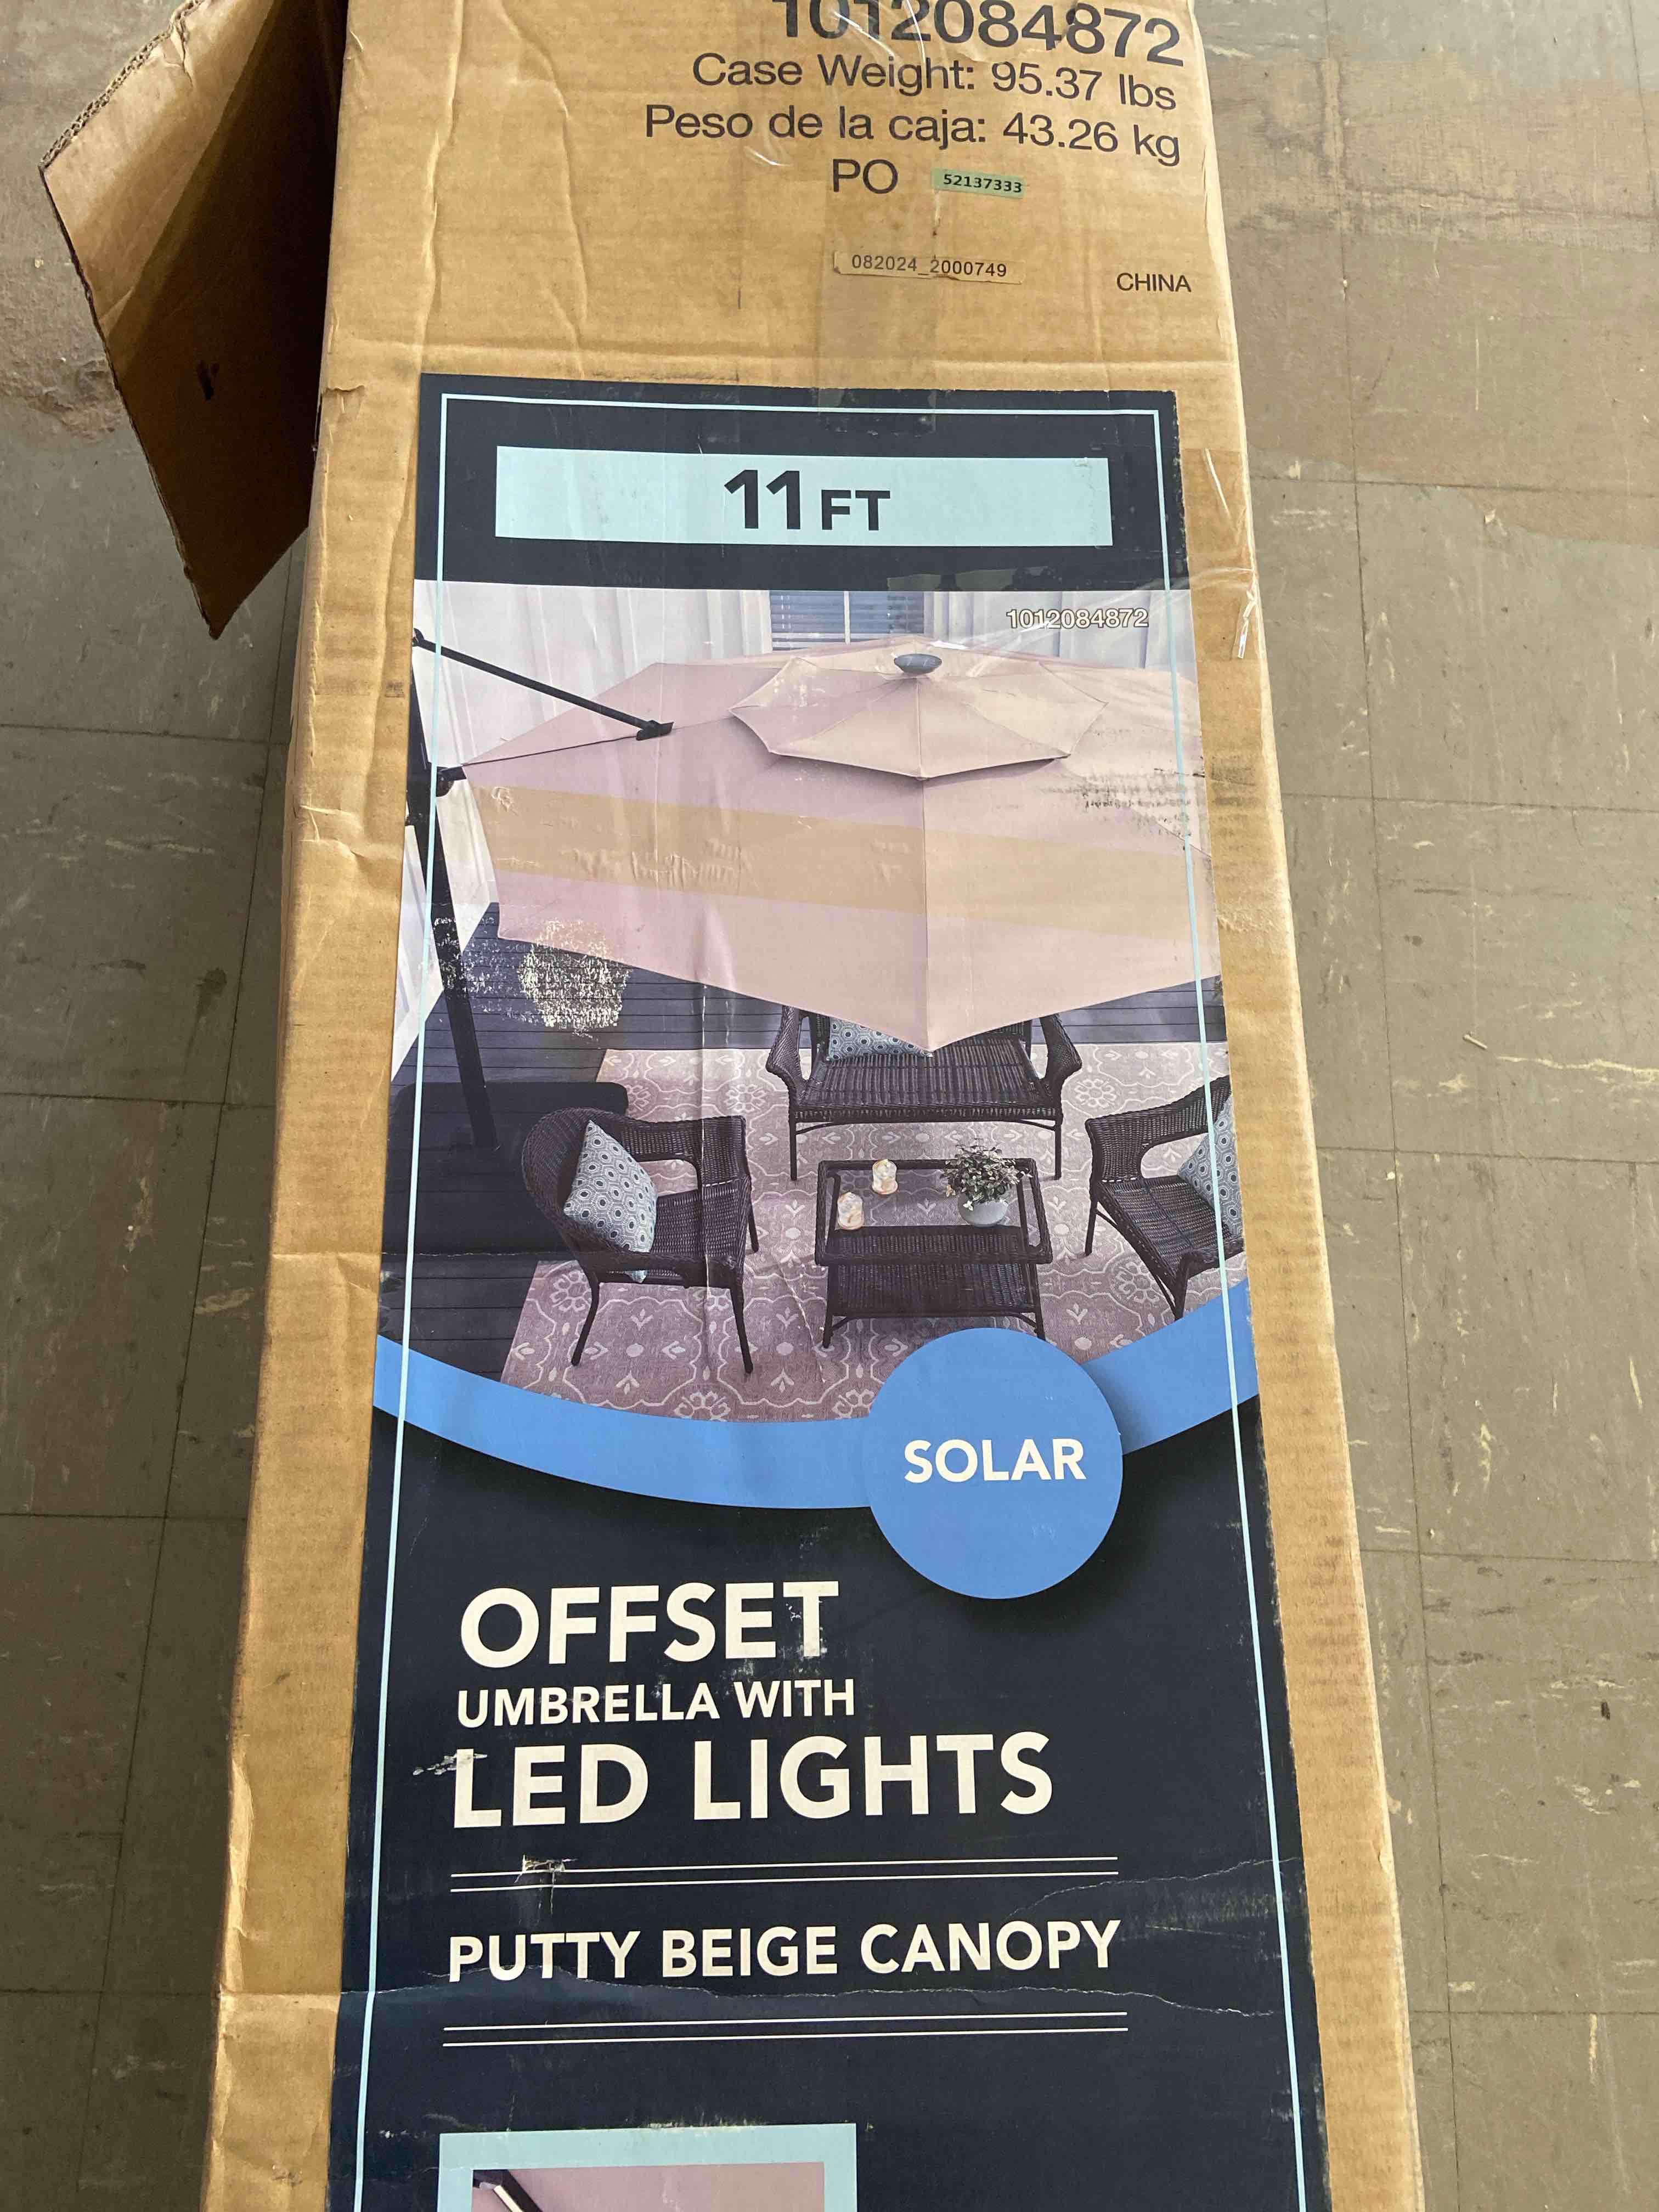 1012084872
Case Weight: 95.37 lbs
Peso de la caja: 43.26 kg
PO 52137333
082024_2000749
CHINA
11 FT
1012084872
SOLAR
OFFSET
UMBRELLA WITH
LED LIGHTS
PUTTY BEIGE CANOPY